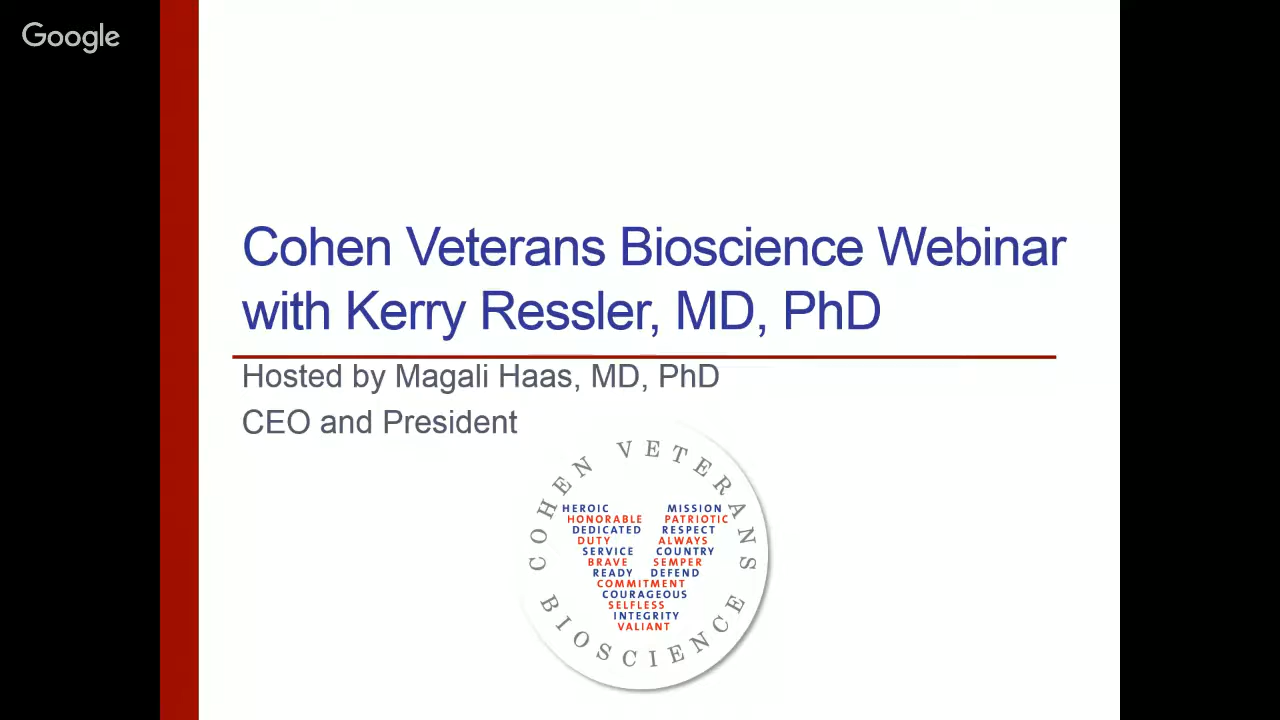 Google
Cohen Veterans Bioscience Webinar
with Kerry Ressler, MD, PhD
Hosted by Magali Haas, MD, PhD
CEO and President
COHEN VETERANS
HEROIC MISSION
HONORABLE PATRIOTIC
DEDICATED RESPECT
DUTY ALWAYS
SERVICE COUNTRY
BRAVE SEMPER
READY DEFEND
COMMITMENT
COURAGEOUS
SELFLESS
INTEGRITY
VALIANT
BIOSCIENCE